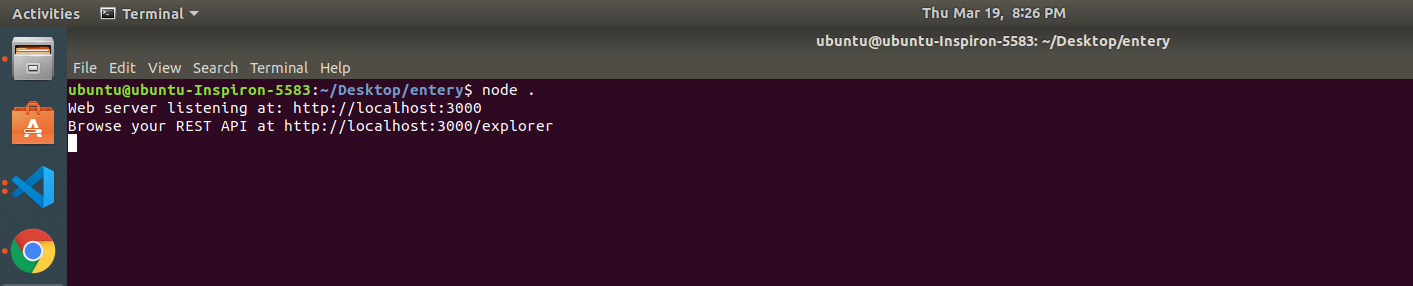 Activities Terminal Thu Mar 19, 8:26 PM
ubuntu@ubuntu-Inspiron-5583: ~/Desktop/entery
File Edit View Search Terminal Help
ubuntu@ubuntu-Inspiron-5583:~/Desktop/entery$ node .
Web server listening at: http://localhost:3000
Browse your REST API at http://localhost:3000/explorer